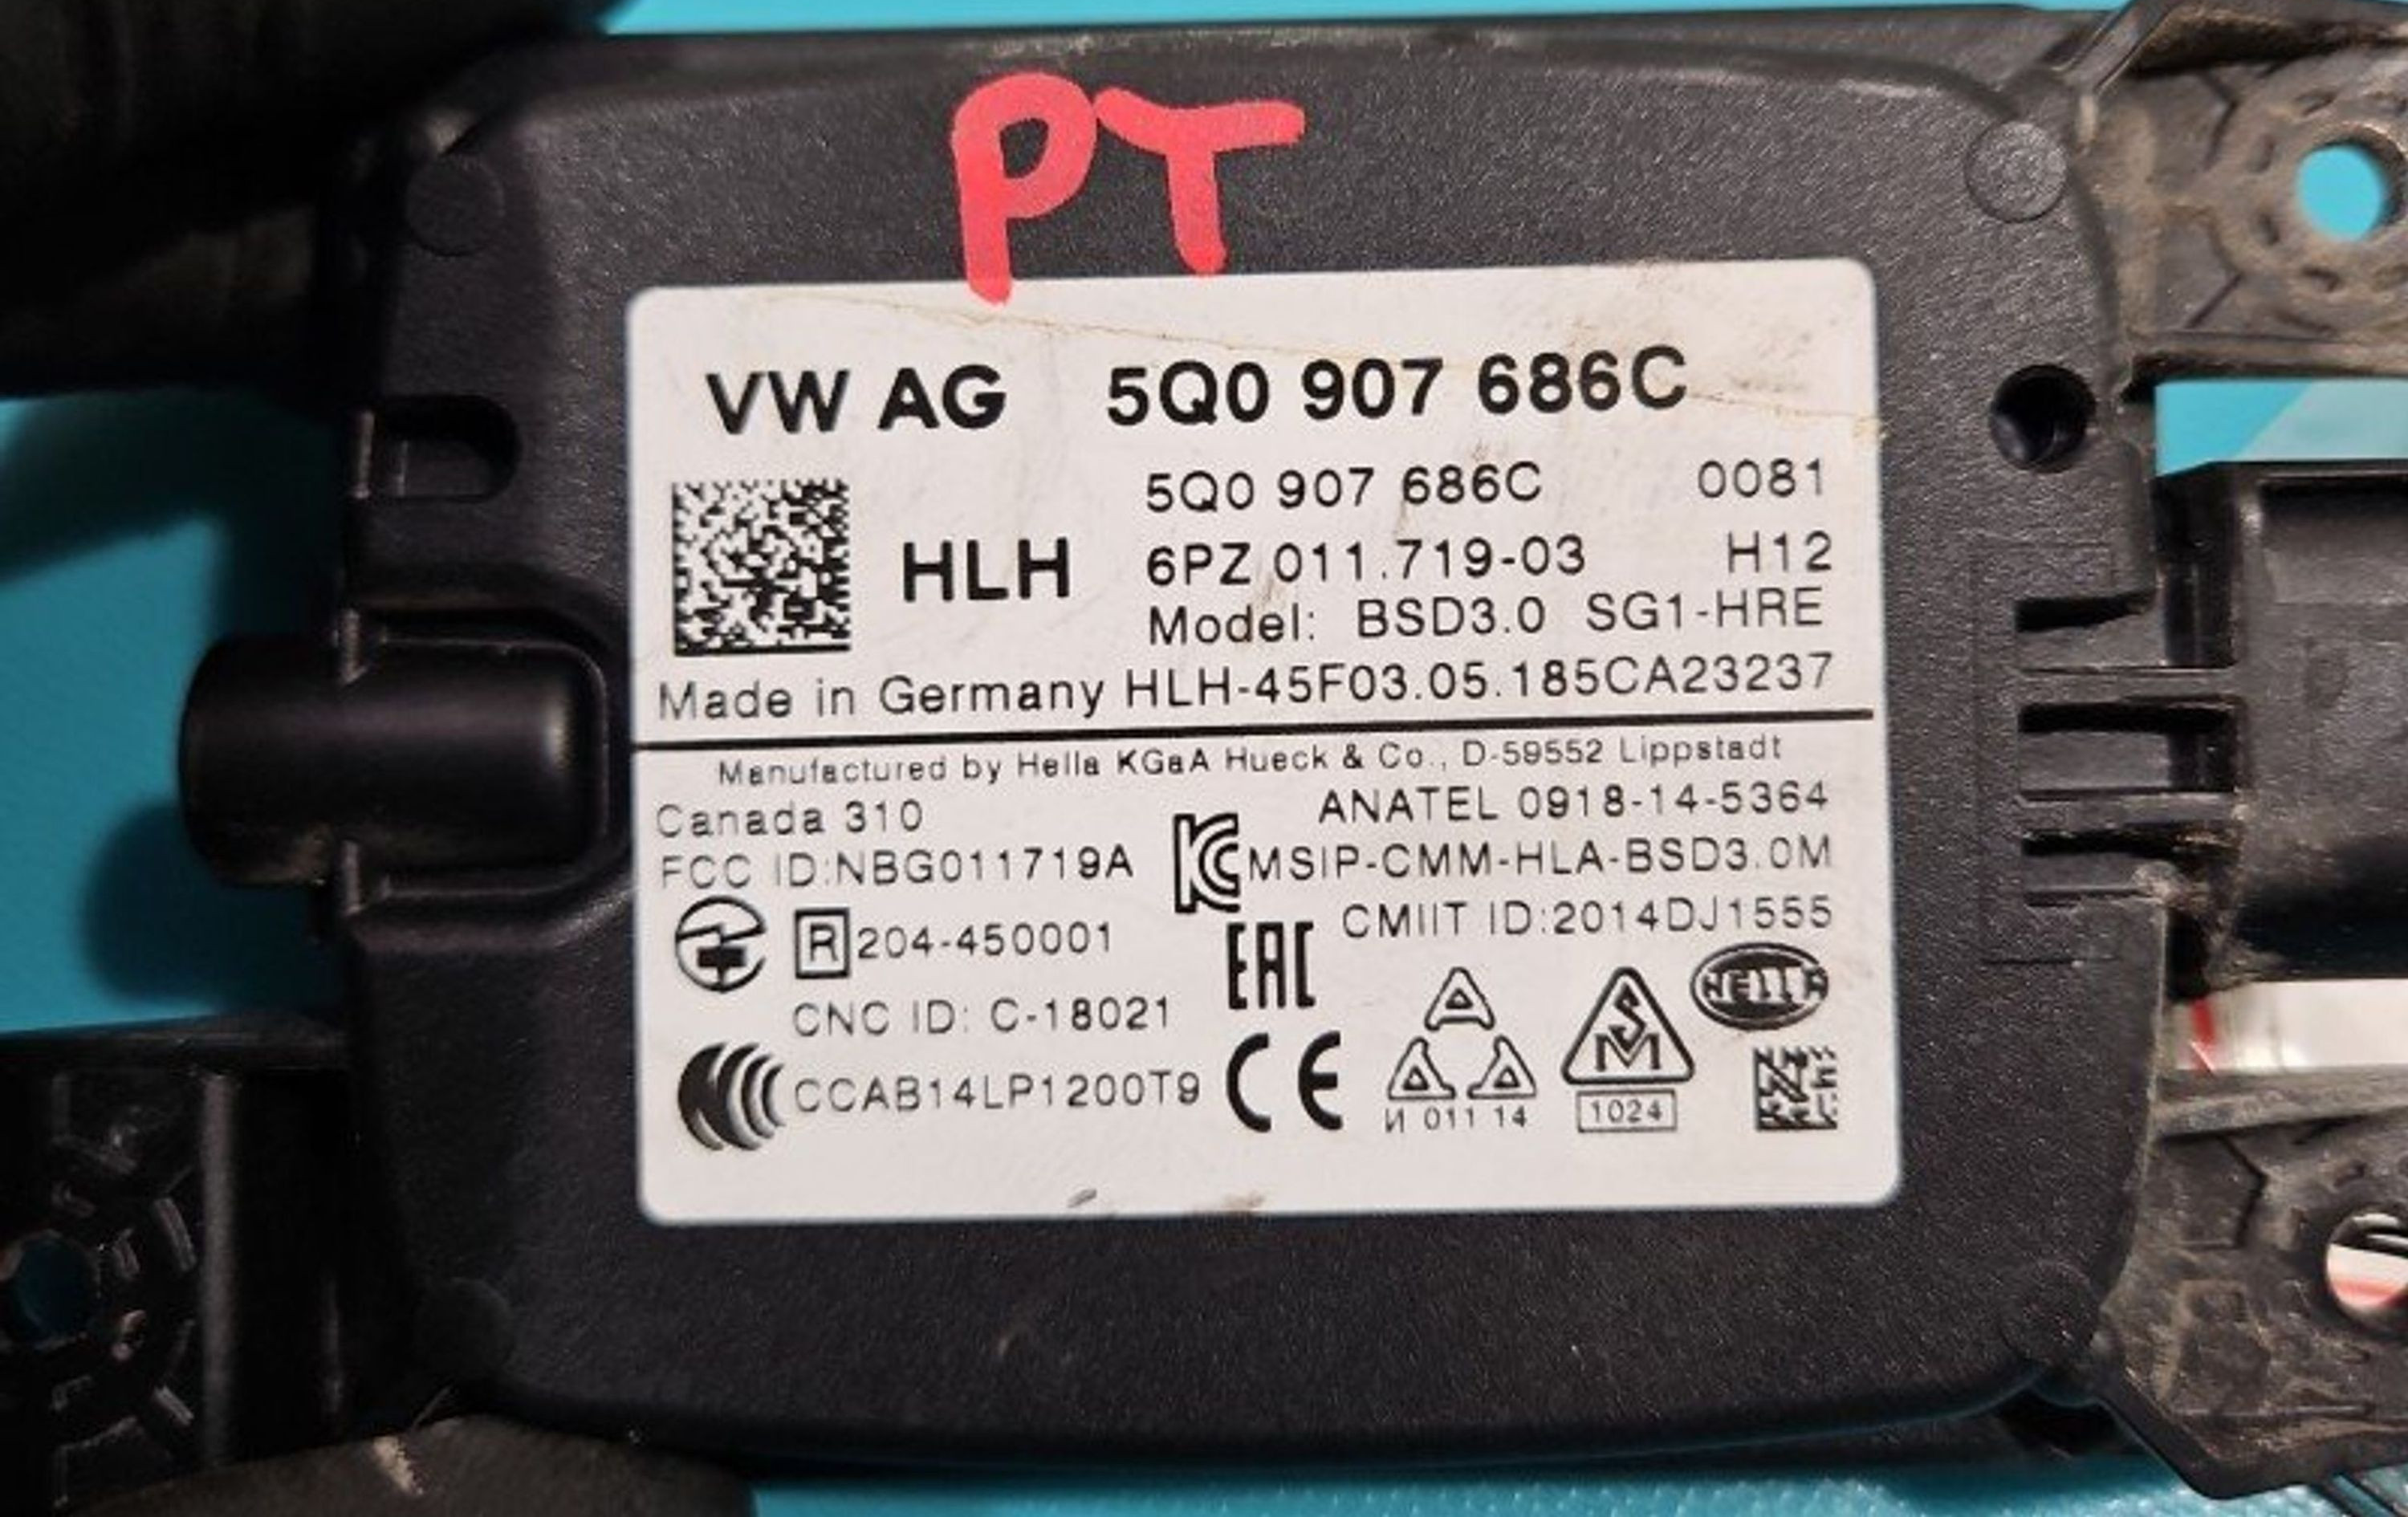 PT
VW AG 5Q0 907 686C
5Q0 907 686C 0081
HLH 6PZ 011.719-03 H12
Model: BSD3.0 SG1-HRE
Made in Germany HLH-45F03.05.185CA23237
Manufactured by Hella KGaA Hueck & Co., D-59552 Lippstadt
Canada 310 ANATEL 0918-14-5364
FCC ID:NBG011719A KC MSIP-CMM-HLA-BSD3.0M
R 204-450001 EAC CMIIT ID:2014DJ1555
CNC ID: C-18021 HELLA
CCAB14LP1200T9 CE И 011 14 SM 1024